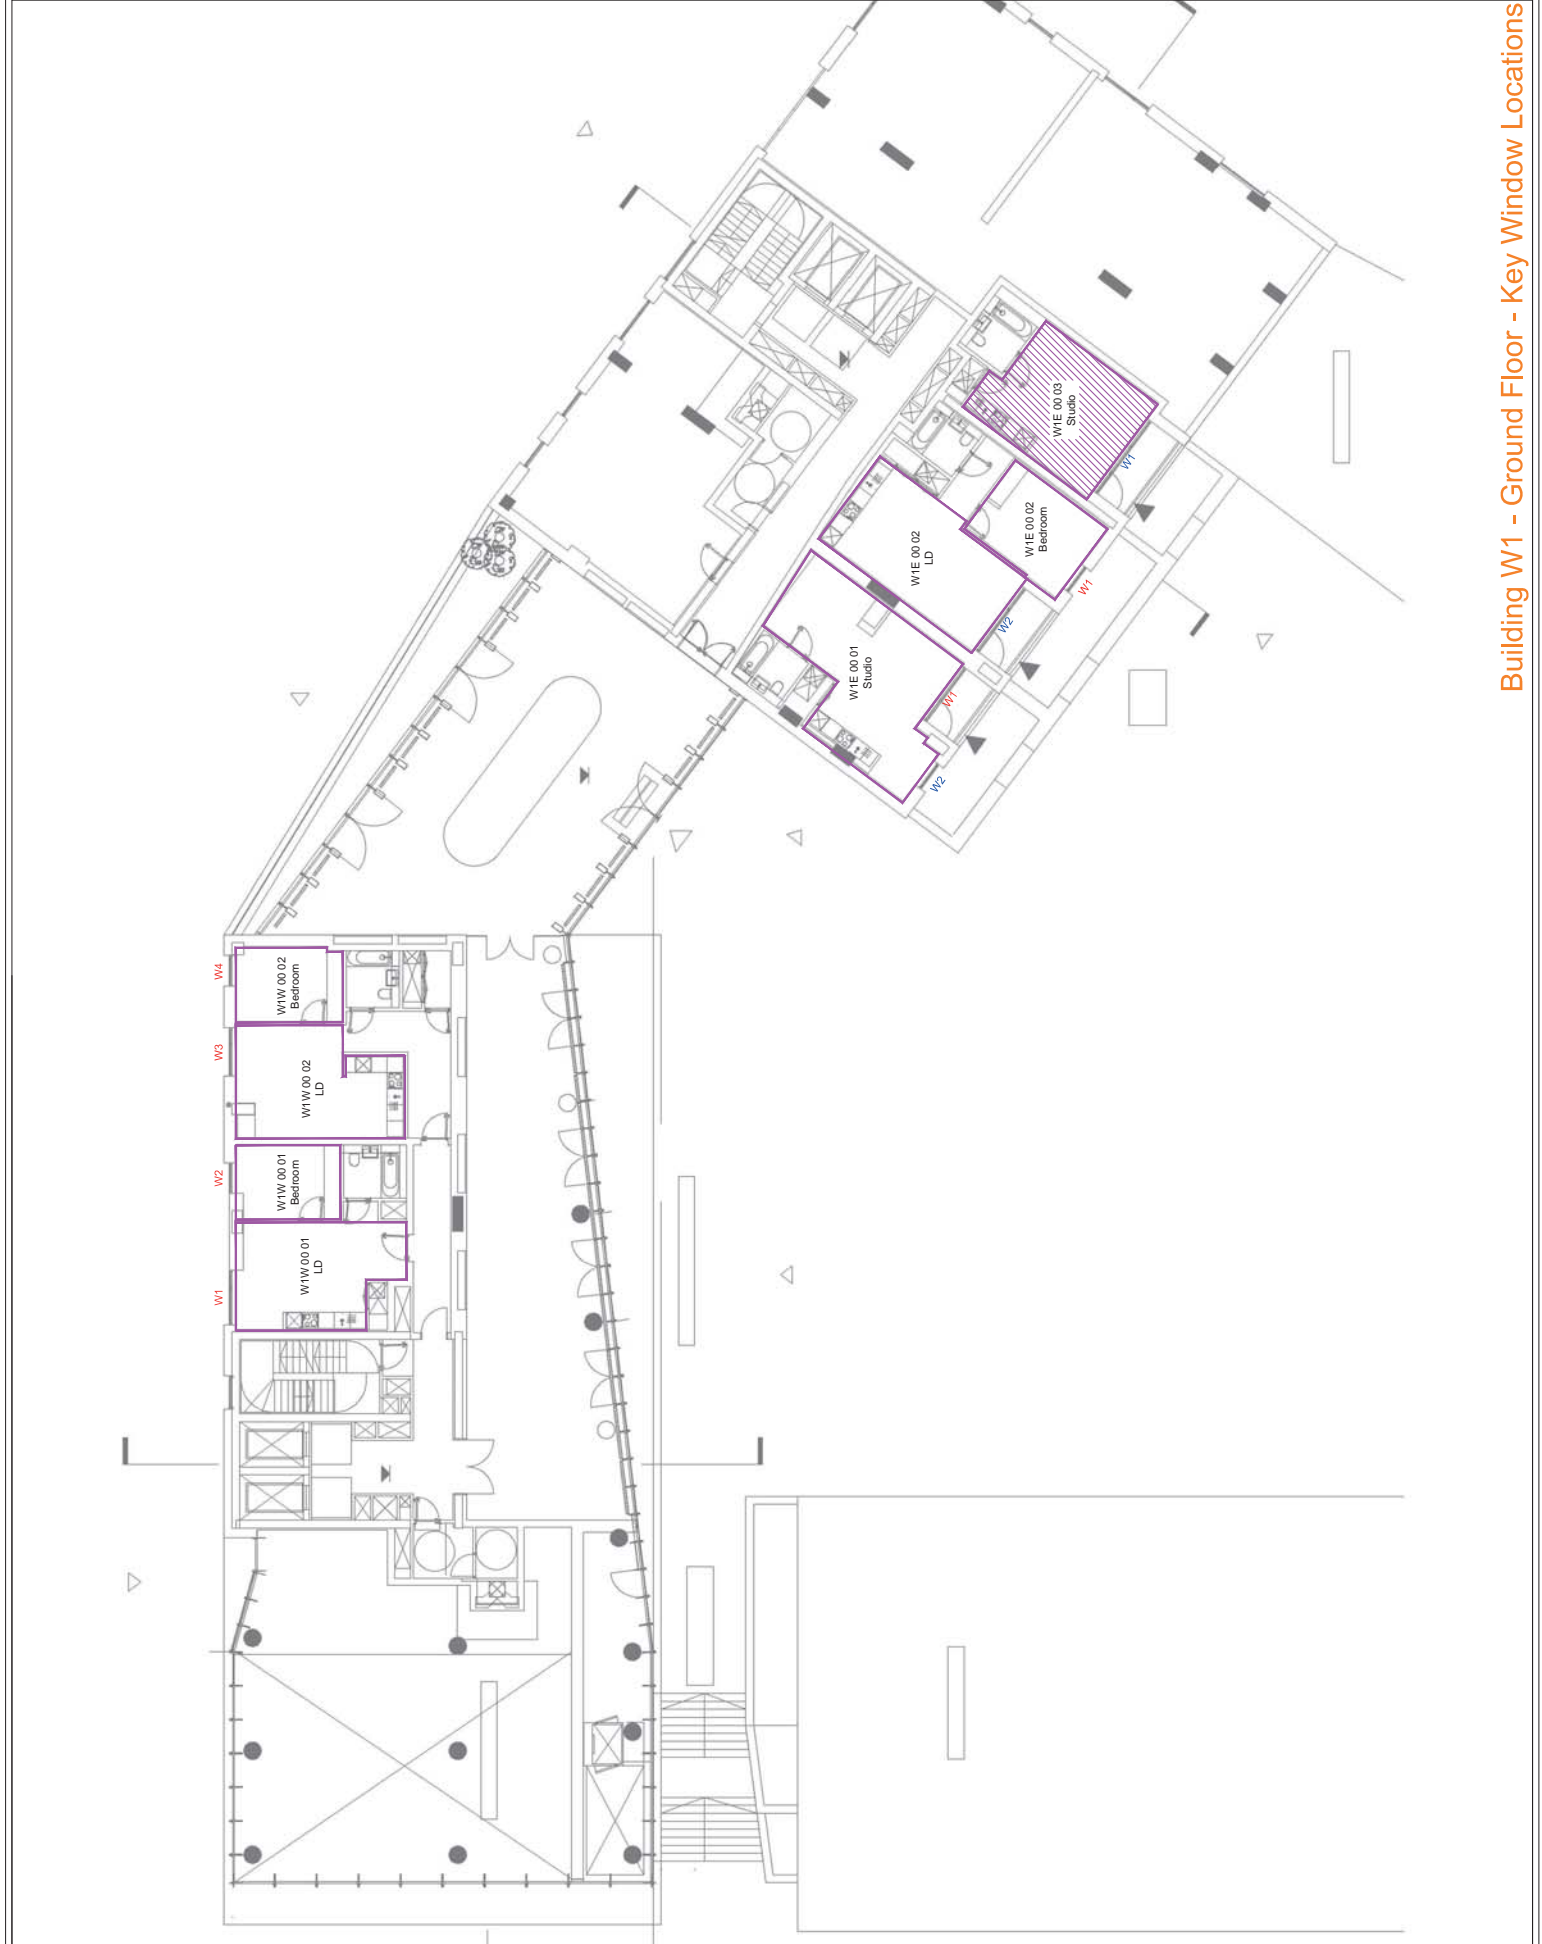 Building W1 - Ground Floor - Key Window Locations
W1
W1W 00 01
LD
W2
W1W 00 01
Bedroom
W3
W1W 00 02
LD
W4
W1W 00 02
Bedroom
W1E 00 01
Studio
W2
W1
W1E 00 02
LD
W2
W1E 00 02
Bedroom
W1
W1E 00 03
Studio
W1